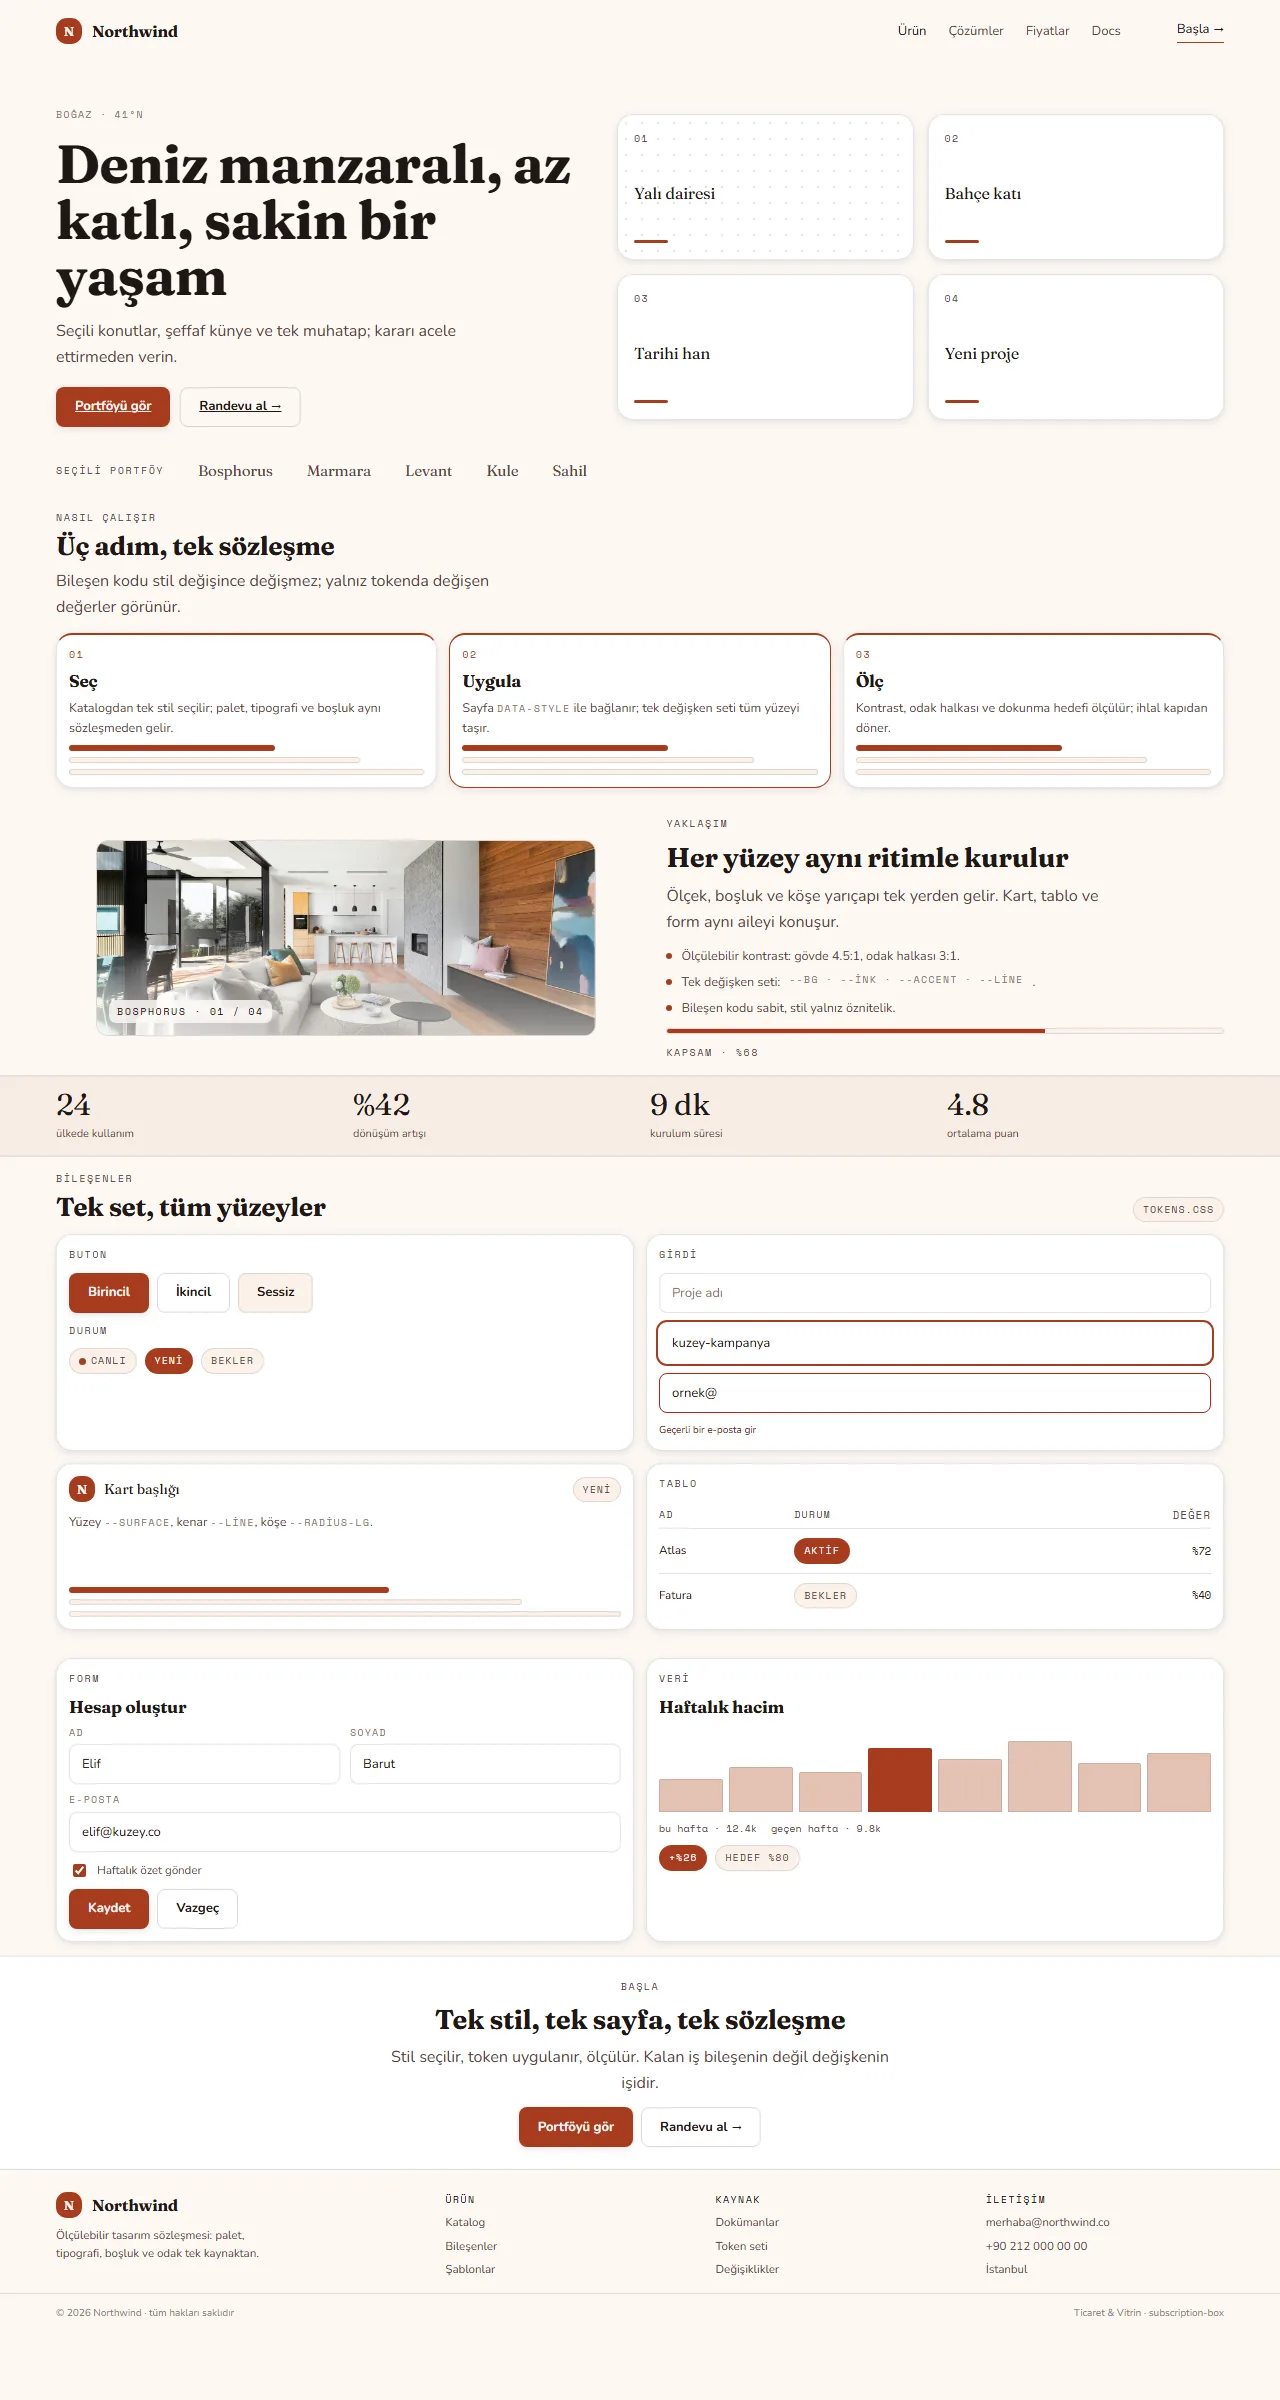 N Northwind
Ürün Çözümler Fiyatlar Docs Başla →
BOĞAZ · 41°N
Deniz manzaralı, az
katlı, sakin bir
yaşam
Seçili konutlar, şeffaf künye ve tek muhatap; kararı acele
ettirmeden verin.
Portföyü gör
Randevu al →
01
Yalı dairesi
02
Bahçe katı
03
Tarihi han
04
Yeni proje
SEÇİLİ PORTFÖY Bosphorus Marmara Levant Kule Sahil
NASIL ÇALIŞIR
Üç adım, tek sözleşme
Bileşen kodu stil değişince değişmez; yalnız tokenda değişen
değerler görünür.
01
Seç
Katalogdan tek stil seçilir; palet, tipografi ve boşluk aynı
sözleşmeden gelir.
02
Uygula
Sayfa DATA-STYLE ile bağlanır; tek değişken seti tüm yüzeyi
taşır.
03
Ölç
Kontrast, odak halkası ve dokunma hedefi ölçülür; ihlal kapıdan
döner.
BOSPHORUS · 01 / 04
YAKLAŞIM
Her yüzey aynı ritimle kurulur
Ölçek, boşluk ve köşe yarıçapı tek yerden gelir. Kart, tablo ve
form aynı aileyi konuşur.
Ölçülebilir kontrast: gövde 4.5:1, odak halkası 3:1.
Tek değişken seti: --BG · --İNK · --ACCENT · --LİNE .
Bileşen kodu sabit, stil yalnız öznitelik.
KAPSAM · %68
24
ülkede kullanım
%42
dönüşüm artışı
9 dk
kurulum süresi
4.8
ortalama puan
BİLEŞENLER
Tek set, tüm yüzeyler
TOKENS.CSS
BUTON
Birincil
İkincil
Sessiz
DURUM
CANLI
YENİ
BEKLER
GİRDİ
Proje adı
kuzey-kampanya
ornek@
Geçerli bir e-posta gir
N Kart başlığı
YENİ
Yüzey --SURFACE, kenar --LİNE, köşe --RADİUS-LG.
TABLO
AD DURUM DEĞER
Atlas AKTİF %72
Fatura BEKLER %40
FORM
Hesap oluştur
AD
Elif
SOYAD
Barut
E-POSTA
elif@kuzey.co
Haftalık özet gönder
Kaydet
Vazgeç
VERİ
Haftalık hacim
bu hafta · 12.4k geçen hafta · 9.8k
+%26
HEDEF %80
BAŞLA
Tek stil, tek sayfa, tek sözleşme
Stil seçilir, token uygulanır, ölçülür. Kalan iş bileşenin değil değişkenin
işidir.
Portföyü gör
Randevu al →
N Northwind
Ölçülebilir tasarım sözleşmesi: palet,
tipografi, boşluk ve odak tek kaynaktan.
ÜRÜN
Katalog
Bileşenler
Şablonlar
KAYNAK
Dokümanlar
Token seti
Değişiklikler
İLETİŞİM
merhaba@northwind.co
+90 212 000 00 00
İstanbul
© 2026 Northwind · tüm hakları saklıdır
Ticaret & Vitrin · subscription-box